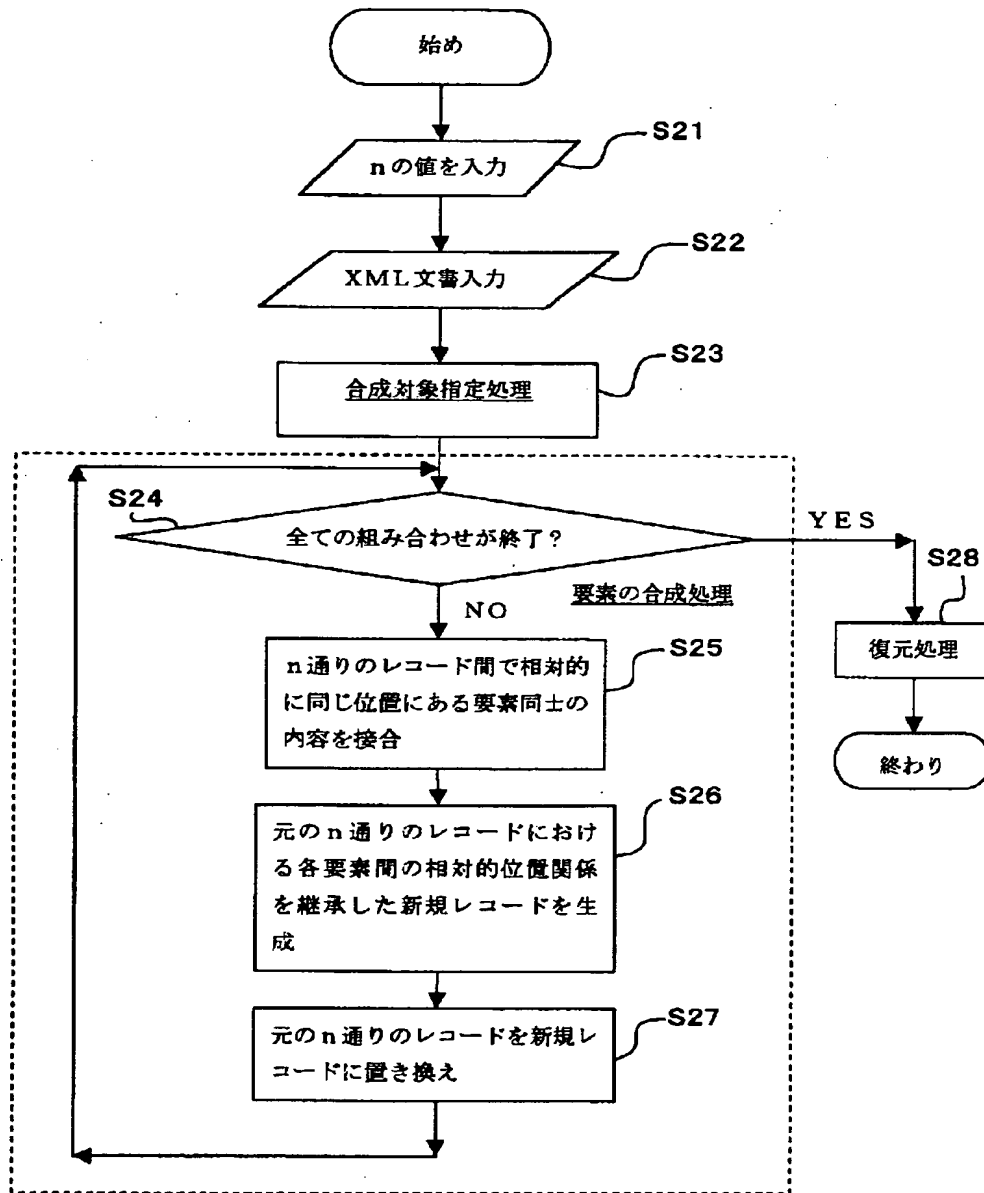 始め
S21
nの値を入力
S22
XML文書入力
S23
合成対象指定処理
S24
全ての組み合わせが終了?
YES
S28
要素の合成処理
NO
復元処理
S25
n通りのレコード間で相対的
に同じ位置にある要素同士の
内容を接合
終わり
S26
元のn通りのレコードにおけ
る各要素間の相対的位置関係
を継承した新規レコードを生
成
S27
元のn通りのレコードを新規レ
コードに置き換え